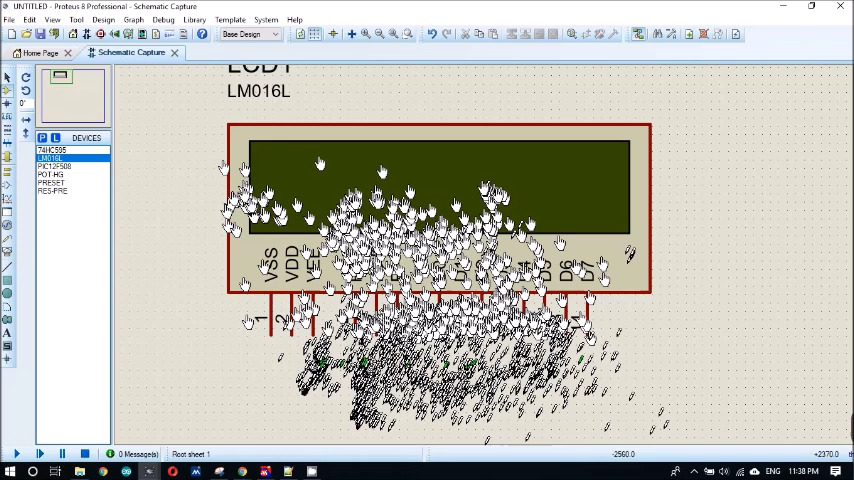 UNTITLED - Proteus 8 Professional - Schematic Capture
File Edit View Tool Design Graph Debug Library Template System Help
Base Design
Home Page Schematic Capture
LCD1
LM016L
0°
P L DEVICES
74HC595
LM016L
PIC12F508
POT-HG
PRESET
RES-PRE
VSS VDD VEE D6 D7
1 2
0 Message(s) Root sheet 1 -2560.0 +2370.0 th
ENG 11:38 PM